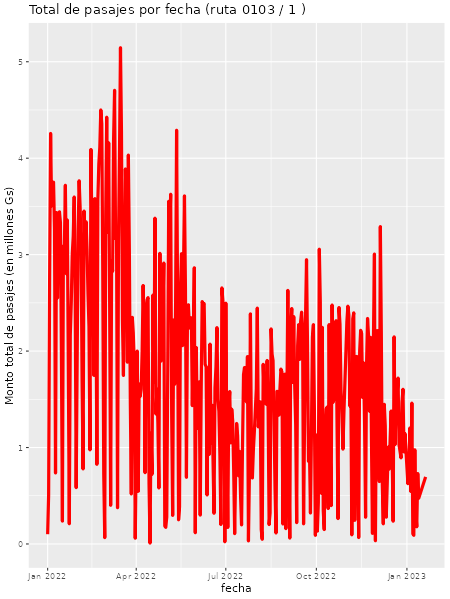 Total de pasajes por fecha (ruta 0103 / 1 )
Monto total de pasajes (en millones Gs)
5
4
3
2
1
0
Jan 2022
Apr 2022
Jul 2022
Oct 2022
Jan 2023
fecha